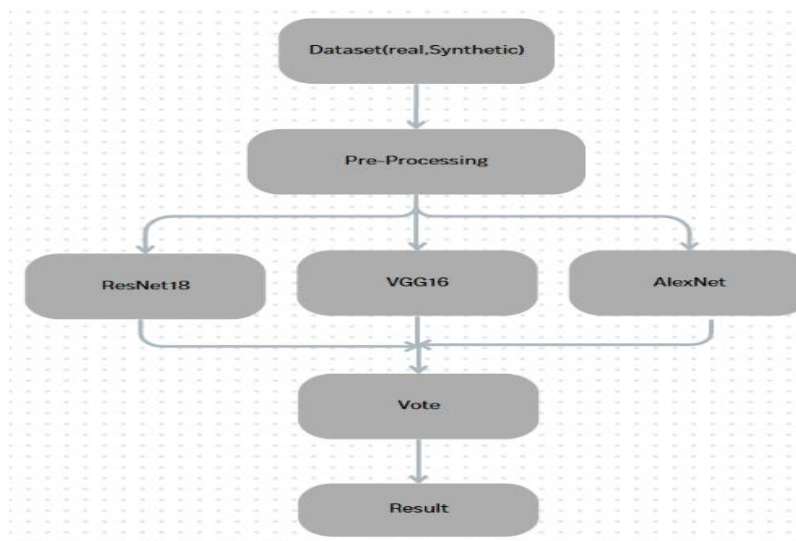 Dataset(real,Synthetic)
Pre-Processing
ResNet18
VGG16
AlexNet
Vote
Result